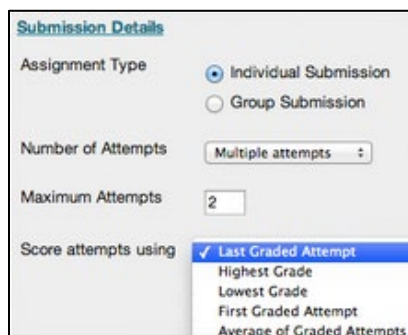 Submission Details
Assignment Type
Individual Submission
Group Submission
Number of Attempts Multiple attempts
Maximum Attempts 2
Score attempts using ✓ Last Graded Attempt
Highest Grade
Lowest Grade
First Graded Attempt
Average of Graded Attempts